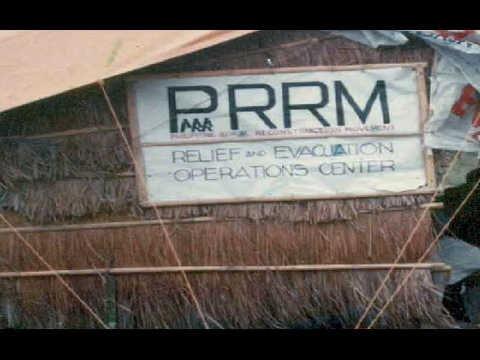 PRRM
PHILIPPINE RURAL RECONSTRUCTION MOVEMENT
RELIEF AND EVACUATION
OPERATIONS CENTER